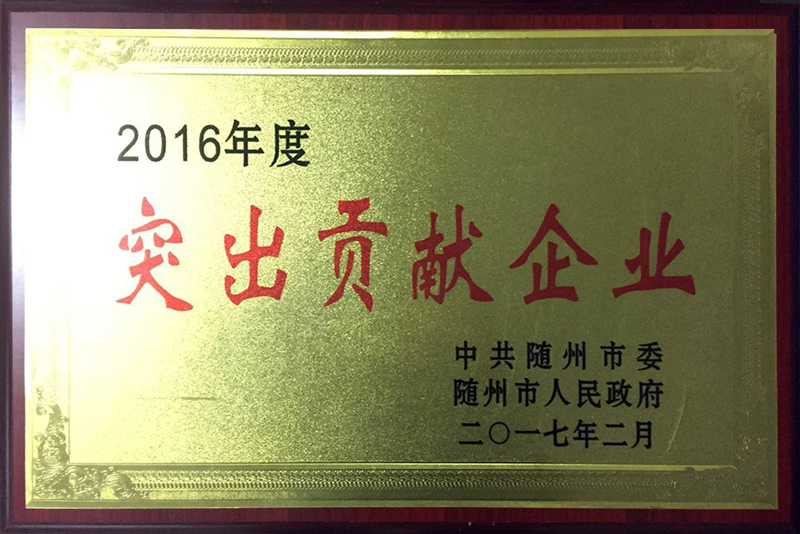 2016年度
突出贡献企业
中共随州市委
随州市人民政府
二〇一七年二月